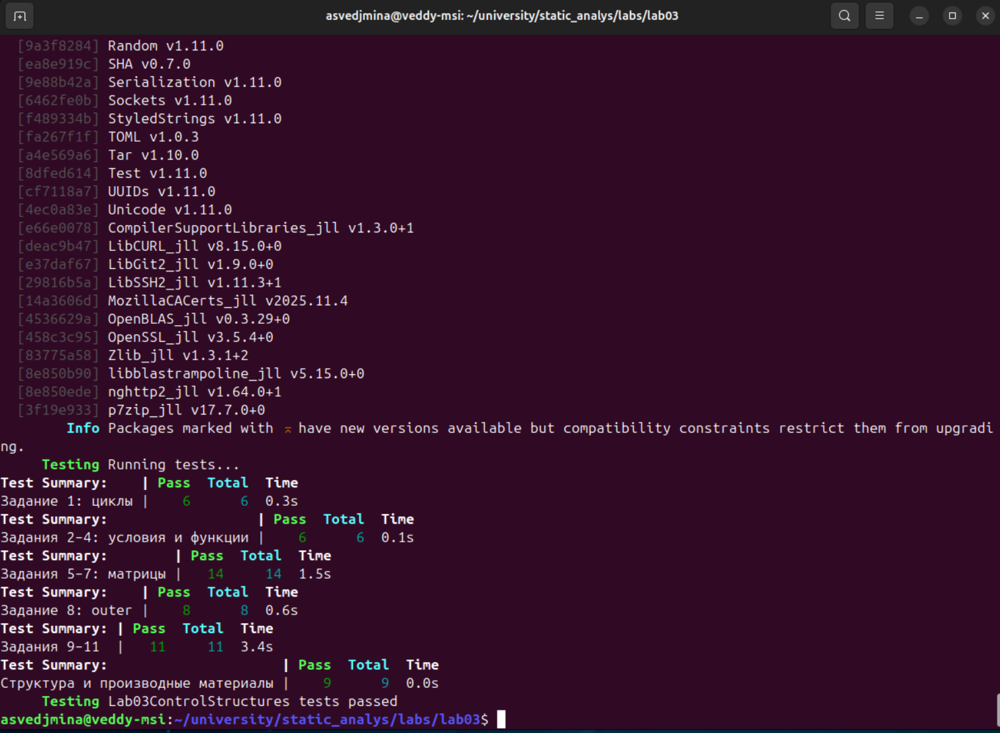 asvedjmina@veddy-msi: ~/university/static_analys/labs/lab03
[9a3f8284] Random v1.11.0
[ea8e919c] SHA v0.7.0
[9e88b42a] Serialization v1.11.0
[6462fe0b] Sockets v1.11.0
[f489334b] StyledStrings v1.11.0
[fa267f1f] TOML v1.0.3
[a4e569a6] Tar v1.10.0
[8dfed614] Test v1.11.0
[cf7118a7] UUIDs v1.11.0
[4ec0a83e] Unicode v1.11.0
[e66e0078] CompilerSupportLibraries_jll v1.3.0+1
[deac9b47] LibCURL_jll v8.15.0+0
[e37daf67] LibGit2_jll v1.9.0+0
[29816b5a] LibSSH2_jll v1.11.3+1
[14a3606d] MozillaCACerts_jll v2025.11.4
[4536629a] OpenBLAS_jll v0.3.29+0
[458c3c95] OpenSSL_jll v3.5.4+0
[83775a58] Zlib_jll v1.3.1+2
[8e850b90] libblastrampoline_jll v5.15.0+0
[8e850ede] nghttp2_jll v1.64.0+1
[3f19e933] p7zip_jll v17.7.0+0
Info Packages marked with ⌅ have new versions available but compatibility constraints restrict them from upgradi
ng.
Testing Running tests...
Test Summary: | Pass Total Time
Задание 1: циклы | 6 6 0.3s
Test Summary: | Pass Total Time
Задания 2-4: условия и функции | 6 6 0.1s
Test Summary: | Pass Total Time
Задания 5-7: матрицы | 14 14 1.5s
Test Summary: | Pass Total Time
Задание 8: outer | 8 8 0.6s
Test Summary: | Pass Total Time
Задания 9-11 | 11 11 3.4s
Test Summary: | Pass Total Time
Структура и производные материалы | 9 9 0.0s
Testing Lab03ControlStructures tests passed
asvedjmina@veddy-msi:~/university/static_analys/labs/lab03$